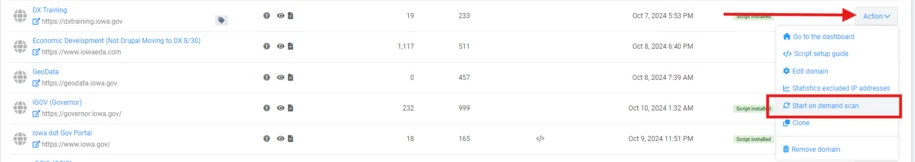 DX Training
https://dxtraining.iowa.gov
19
233
Oct 7, 2024 5:53 PM
Script installed
Action
Economic Development (Not Drupal Moving to DX 8/30)
https://www.iowaeda.com
1,117
511
Oct 8, 2024 6:40 PM
GeoData
https://geodata.iowa.gov
0
457
Oct 8, 2024 7:39 AM
IGOV (Governor)
https://governor.iowa.gov/
232
999
Oct 10, 2024 1:32 AM
Script installed
Iowa dot Gov Portal
https://www.iowa.gov/
18
165
</>
Oct 9, 2024 11:51 PM
Script installed
Go to the dashboard
</> Script setup guide
Edit domain
Statistics excluded IP addresses
Start on demand scan
Clone
Remove domain